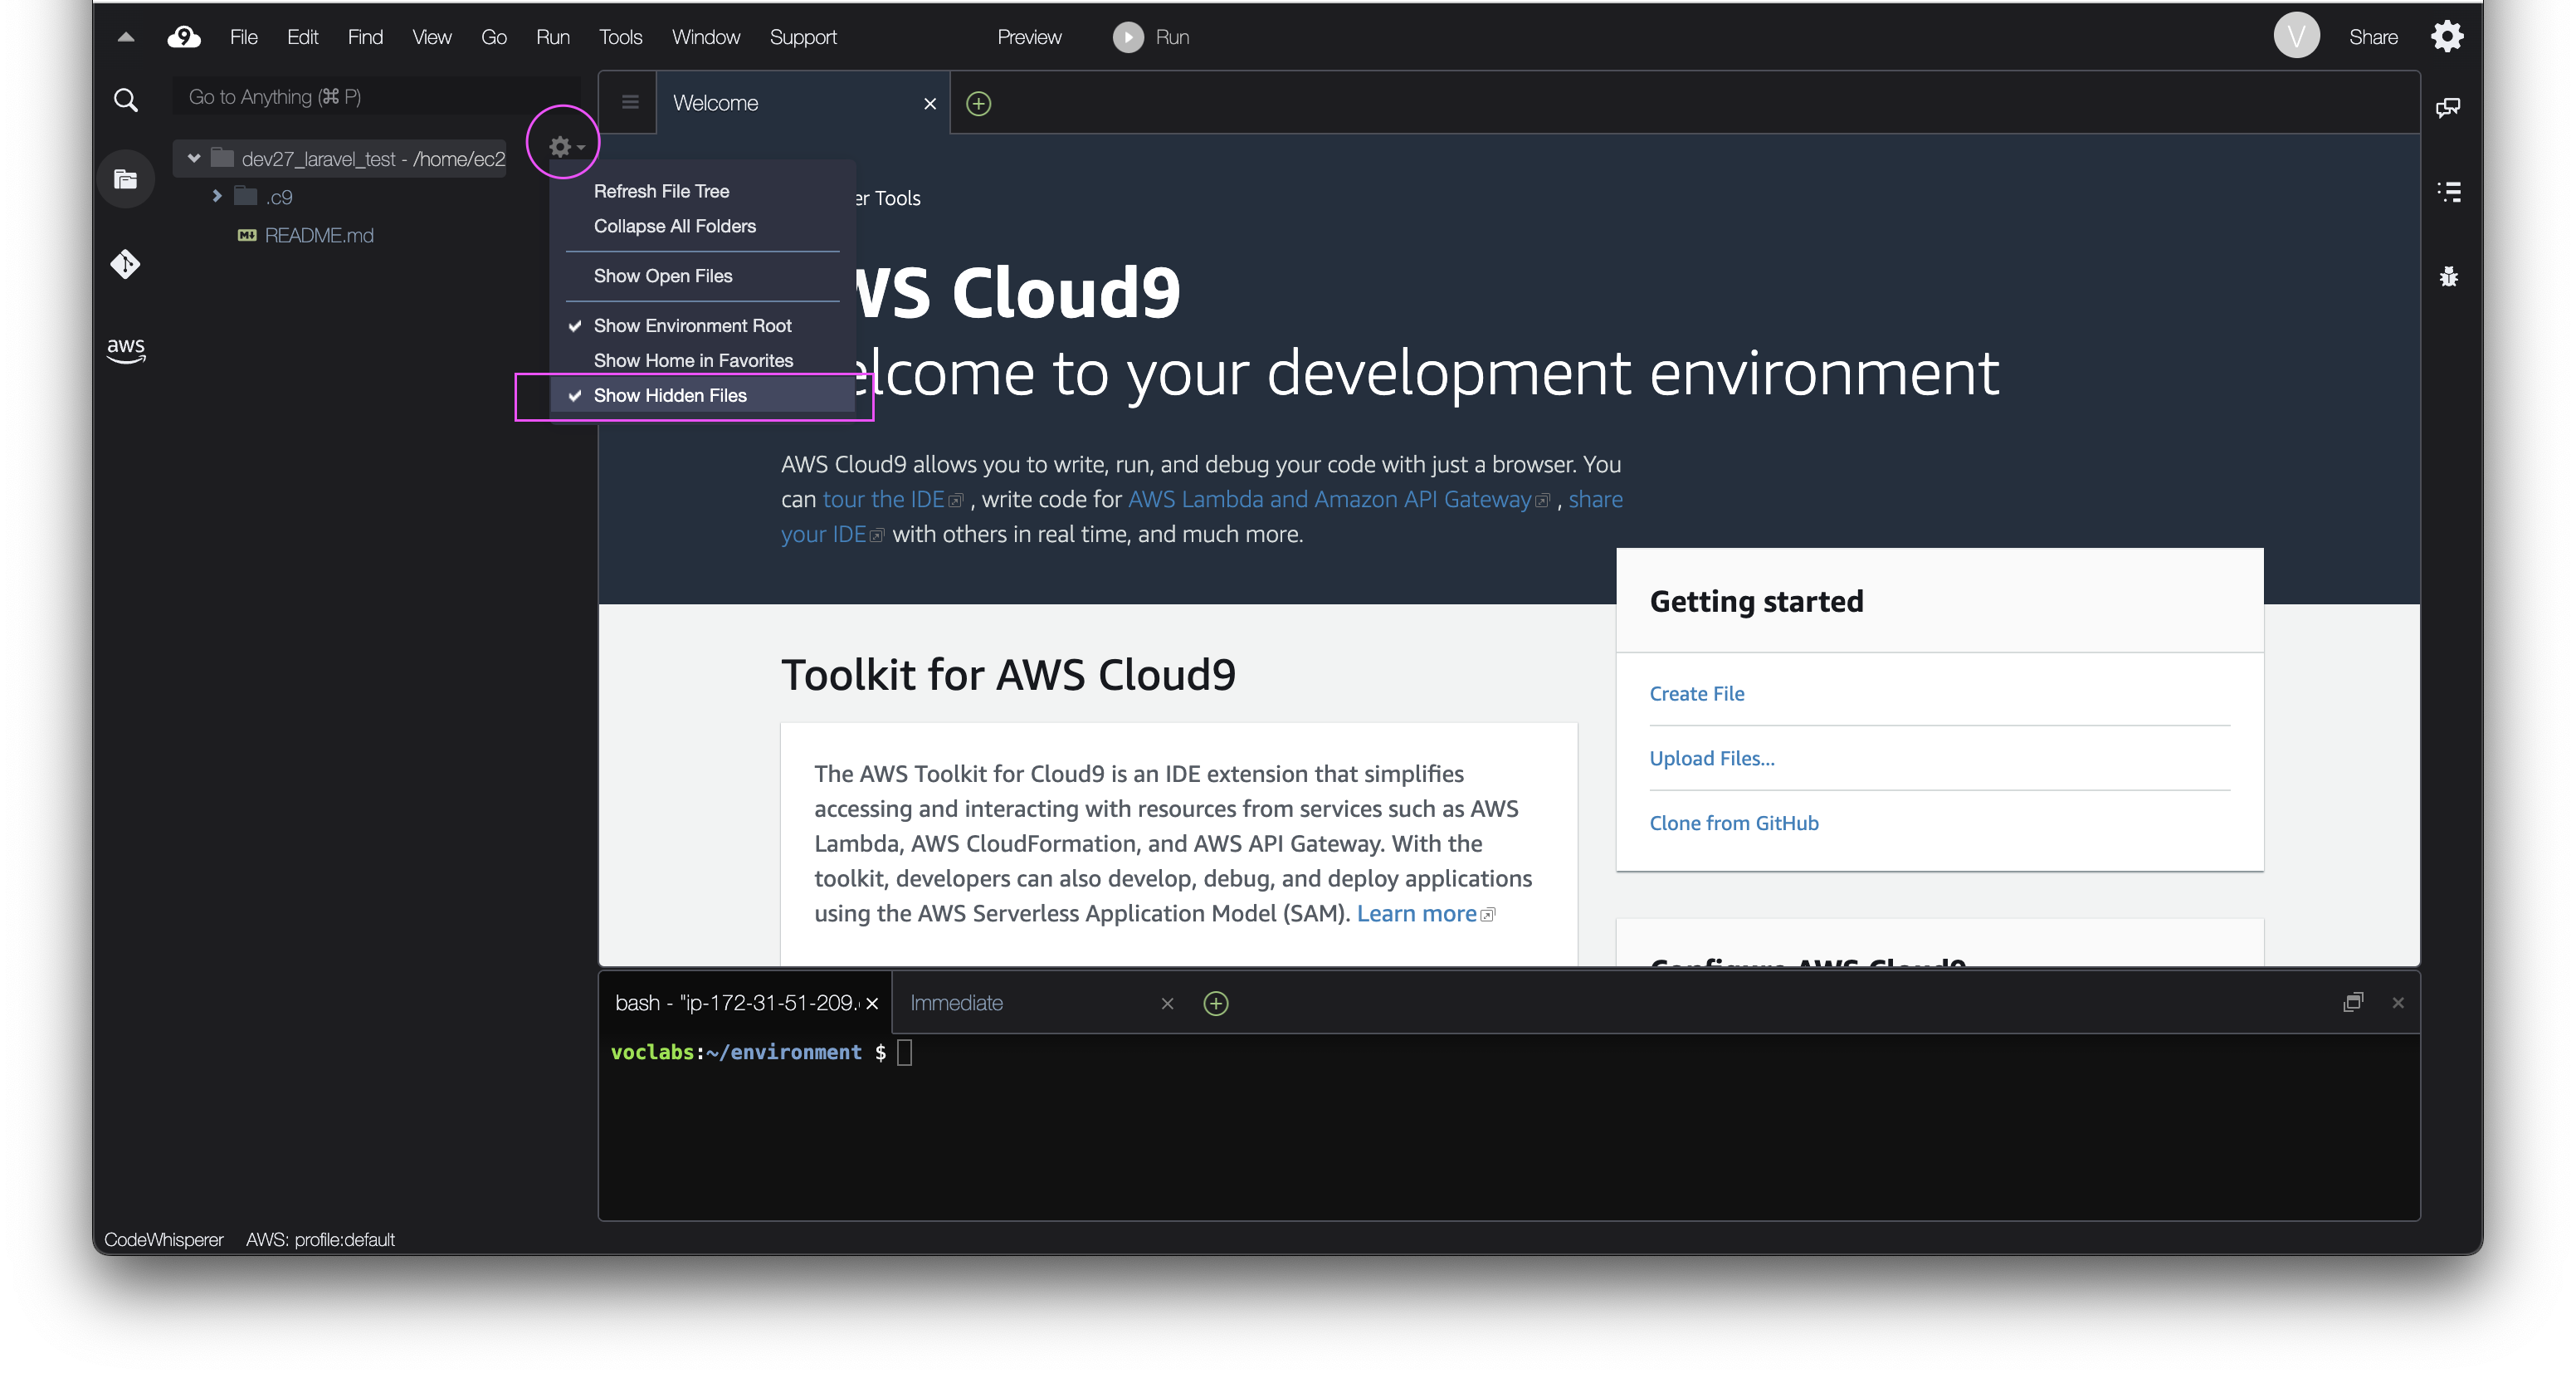 File Edit Find View Go Run Tools Window Support Preview Run V Share
Go to Anything (⌘ P)
Welcome
dev27_laravel_test - /home/ec2
.c9
README.md
aws
Refresh File Tree
Collapse All Folders
Show Open Files
Show Environment Root
Show Home in Favorites
Show Hidden Files
er Tools
WS Cloud9
elcome to your development environment
AWS Cloud9 allows you to write, run, and debug your code with just a browser. You
can tour the IDE , write code for AWS Lambda and Amazon API Gateway , share
your IDE with others in real time, and much more.
Getting started
Create File
Upload Files...
Clone from GitHub
Toolkit for AWS Cloud9
The AWS Toolkit for Cloud9 is an IDE extension that simplifies
accessing and interacting with resources from services such as AWS
Lambda, AWS CloudFormation, and AWS API Gateway. With the
toolkit, developers can also develop, debug, and deploy applications
using the AWS Serverless Application Model (SAM). Learn more
Configure AWS Cloud9
bash - "ip-172-31-51-209. Immediate
voclabs:~/environment $
CodeWhisperer AWS: profile:default